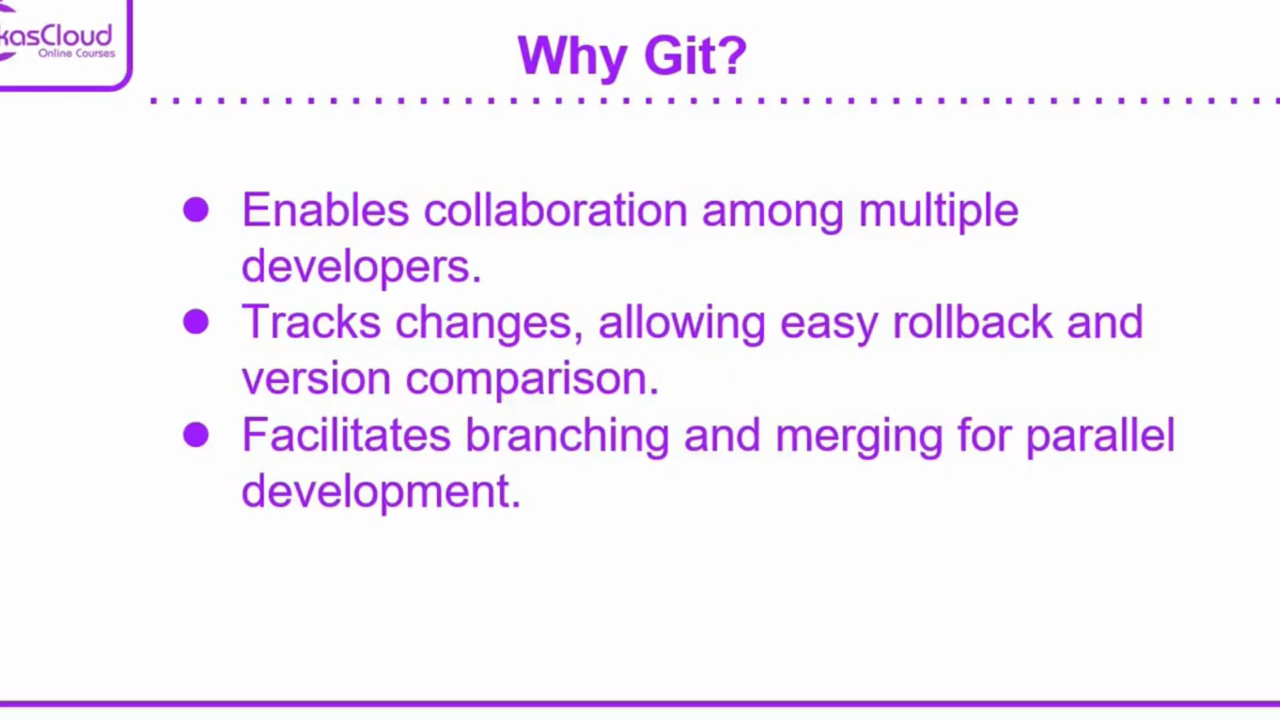 kasCloud
Online Courses
Why Git?
Enables collaboration among multiple
developers.
Tracks changes, allowing easy rollback and
version comparison.
Facilitates branching and merging for parallel
development.